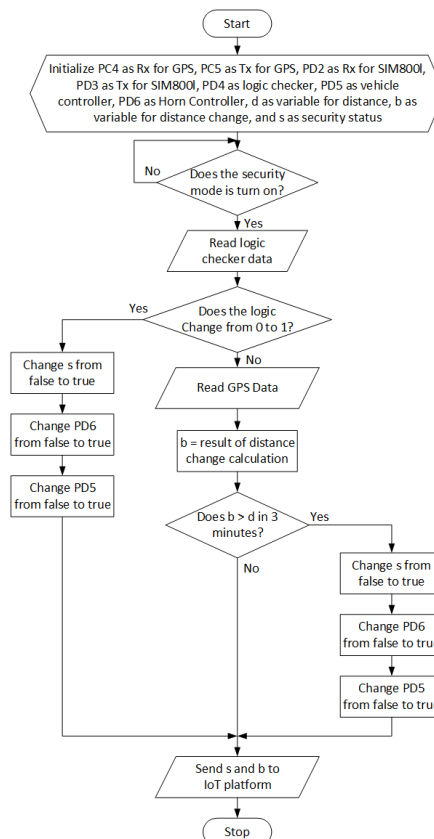 Start
Initialize PC4 as Rx for GPS, PC5 as Tx for GPS, PD2 as Rx for SIM800l,
PD3 as Tx for SIM800l, PD4 as logic checker, PD5 as vehicle
controller, PD6 as Horn Controller, d as variable for distance, b as
variable for distance change, and s as security status
Does the security
mode is turn on?
No
Yes
Read logic
checker data
Does the logic
Change from 0 to 1?
Yes
No
Change s from
false to true
Change PD6
from false to true
Change PD5
from false to true
Read GPS Data
b = result of distance
change calculation
Does b > d in 3
minutes?
Yes
No
Change s from
false to true
Change PD6
from false to true
Change PD5
from false to true
Send s and b to
IoT platform
Stop